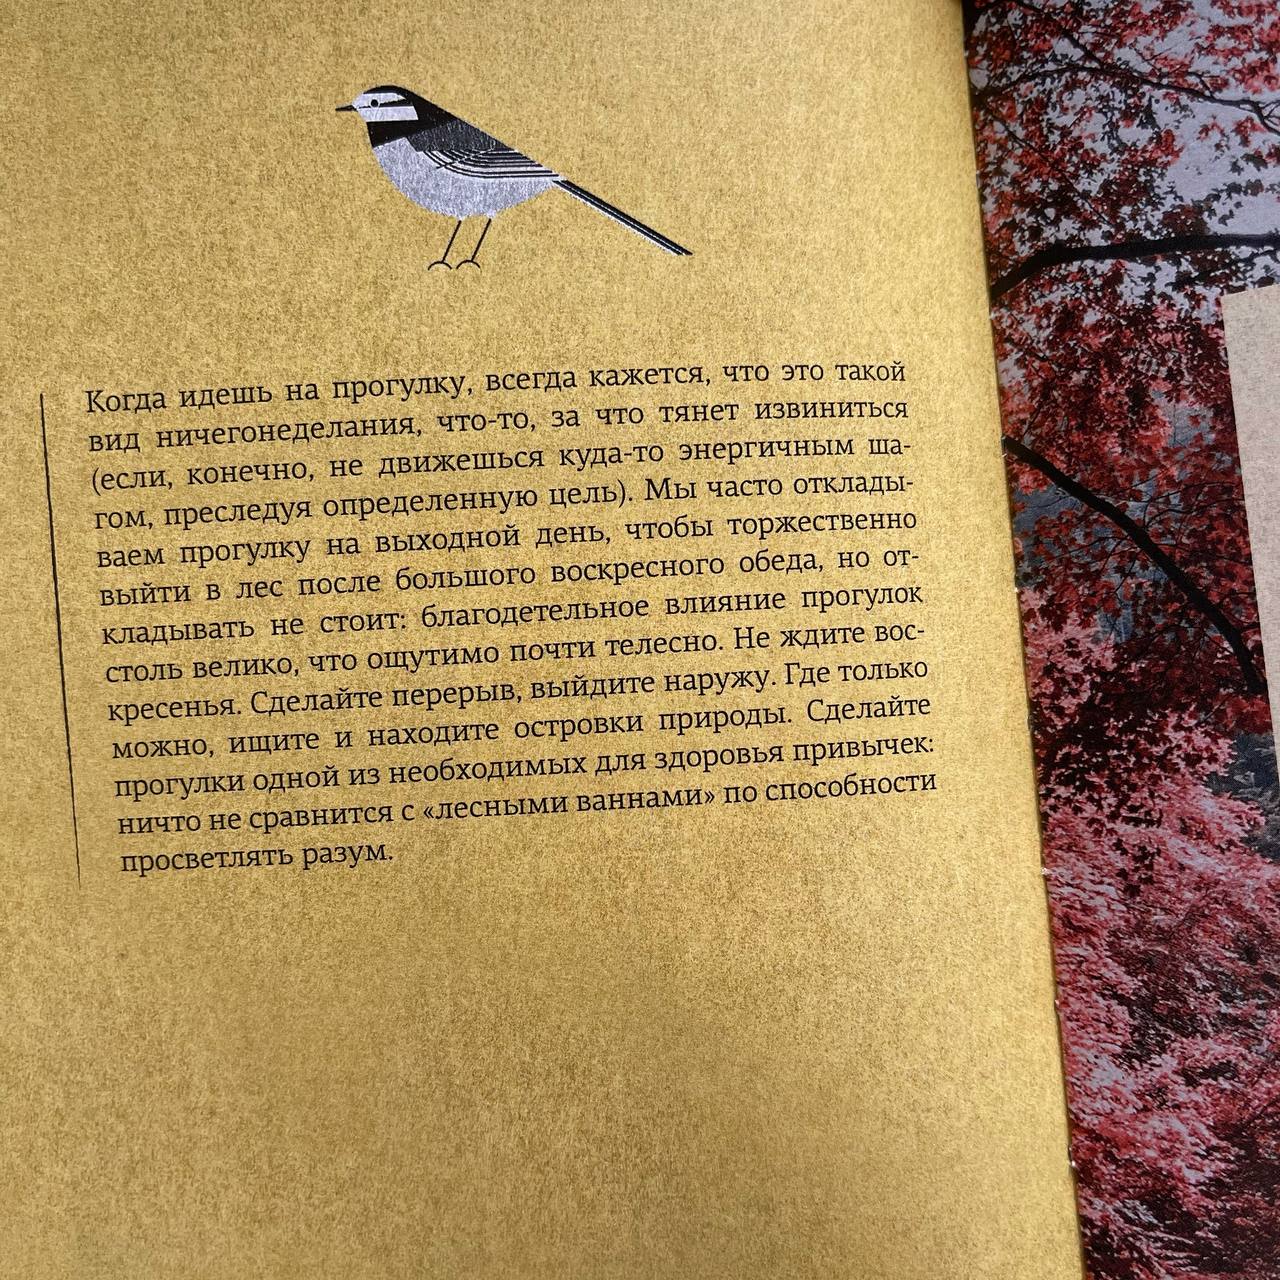 Когда идешь на прогулку, всегда кажется, что это такой
вид ничегонеделания, что-то, за что тянет извиниться
(если, конечно, не движешься куда-то энергичным ша-
гом, преследуя определенную цель). Мы часто отклады-
ваем прогулку на выходной день, чтобы торжественно
выйти в лес после большого воскресного обеда, но от-
кладывать не стоит: благодетельное влияние прогулок
столь велико, что ощутимо почти телесно. Не ждите вос-
кресенья. Сделайте перерыв, выйдите наружу. Где только
можно, ищите и находите островки природы. Сделайте
прогулки одной из необходимых для здоровья привычек:
ничто не сравнится с «лесными ваннами» по способности
просветлять разум.